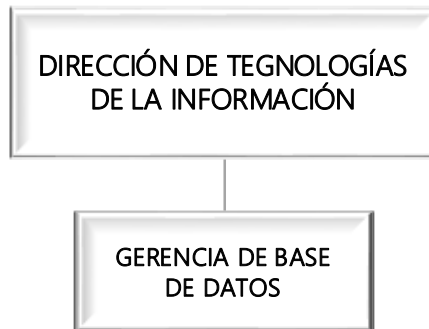 DIRECCIÓN DE TEGNOLOGÍAS
DE LA INFORMACIÓN
GERENCIA DE BASE
DE DATOS